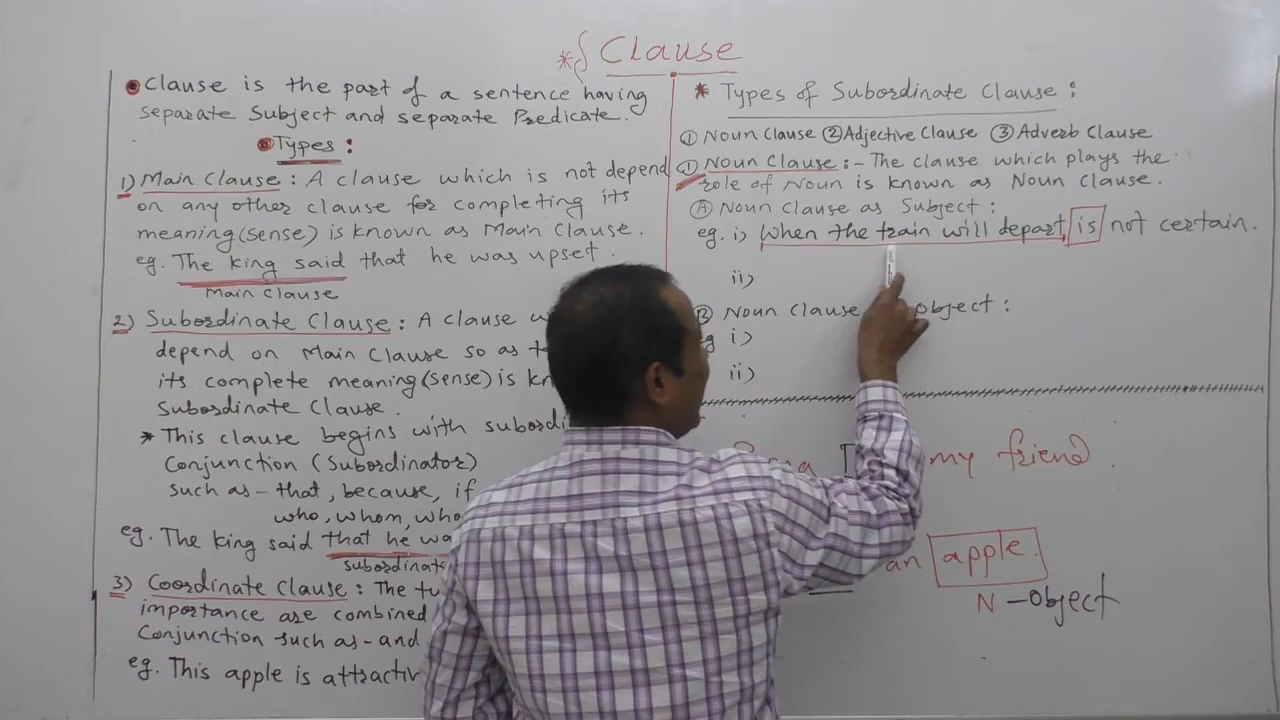 * { Clause
• Clause is the part of a sentence having
separate Subject and separate Predicate.
• Types :
1) Main Clause : A clause which is not depend
on any other clause for completing its
meaning (sense) is known as Main Clause.
eg. The king said that he was upset.
Main Clause
2) Subordinate Clause : A clause
depend on Main Clause so as
its complete meaning (sense) is
Subordinate Clause.
* This clause begins with
Conjunction (Subordinator)
such as - that, because, if
who, whom,
eg. The king said that he
3) Coordinate Clause : The
importance are combined
Conjunction such as - and
eg. This apple is
* Types of Subordinate Clause :
① Noun Clause ② Adjective Clause ③ Adverb Clause
① Noun Clause :- The clause which plays the
role of Noun is known as Noun Clause.
Ⓐ Noun Clause as Subject :
eg. i) When the train will depart is not certain.
ii)
Ⓑ Noun Clause object :
eg i)
ii)
my friend.
an apple.
N - Object